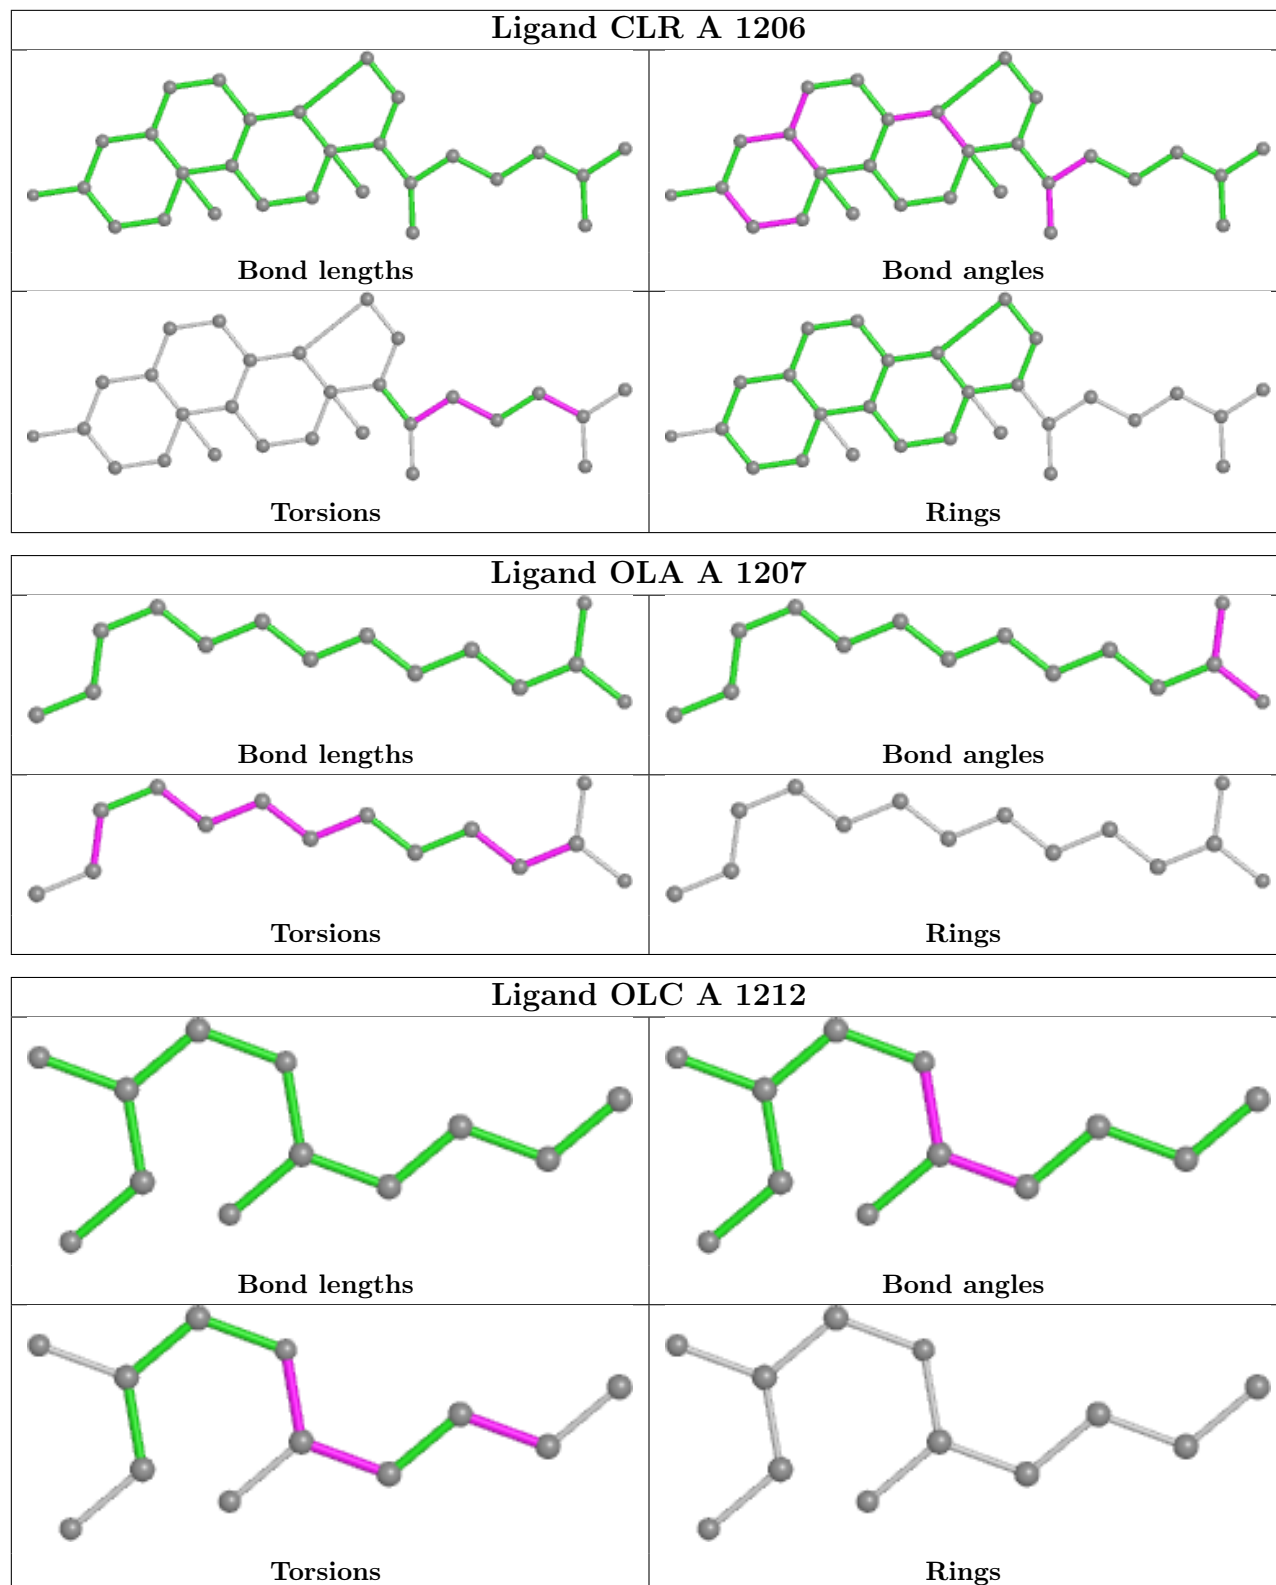 Ligand CLR A 1206
Bond lengths
Bond angles
Torsions
Rings
Ligand OLA A 1207
Bond lengths
Bond angles
Torsions
Rings
Ligand OLC A 1212
Bond lengths
Bond angles
Torsions
Rings